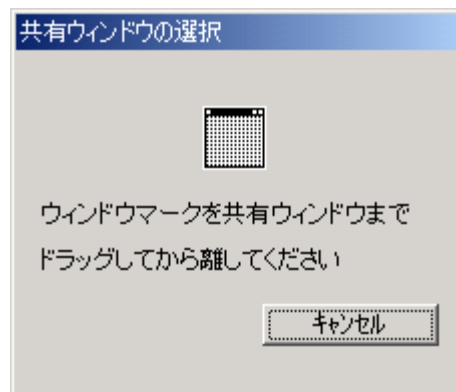 共有ウィンドウの選択
ウィンドウマークを共有ウィンドウまで
ドラッグしてから離してください
キャンセル